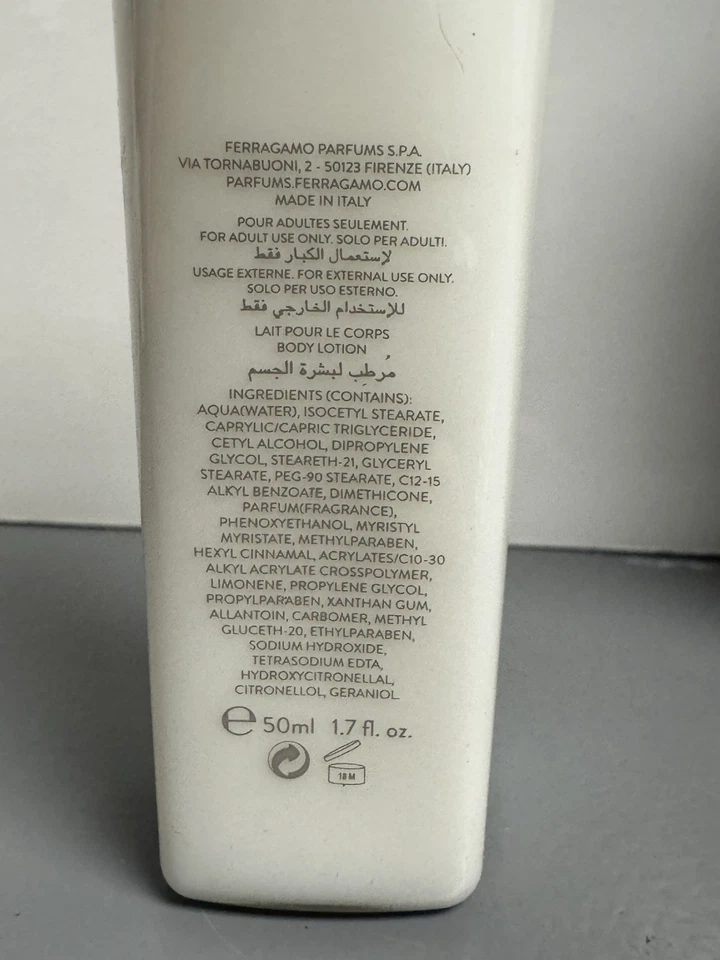 FERRAGAMO PARFUMS S.P.A.
VIA TORNABUONI, 2 - 50123 FIRENZE (ITALY)
PARFUMS.FERRAGAMO.COM
MADE IN ITALY
POUR ADULTES SEULEMENT.
FOR ADULT USE ONLY. SOLO PER ADULTI.
لإستعمال الكبار فقط
USAGE EXTERNE. FOR EXTERNAL USE ONLY.
SOLO PER USO ESTERNO.
للإستخدام الخارجي فقط
LAIT POUR LE CORPS
BODY LOTION
مُرطِب لبشرة الجسم
INGREDIENTS (CONTAINS):
AQUA(WATER), ISOCETYL STEARATE,
CAPRYLIC/CAPRIC TRIGLYCERIDE,
CETYL ALCOHOL, DIPROPYLENE
GLYCOL, STEARETH-21, GLYCERYL
STEARATE, PEG-90 STEARATE, C12-15
ALKYL BENZOATE, DIMETHICONE,
PARFUM(FRAGRANCE),
PHENOXYETHANOL, MYRISTYL
MYRISTATE, METHYLPARABEN,
HEXYL CINNAMAL, ACRYLATES/C10-30
ALKYL ACRYLATE CROSSPOLYMER,
LIMONENE, PROPYLENE GLYCOL,
PROPYLPARABEN, XANTHAN GUM,
ALLANTOIN, CARBOMER, METHYL
GLUCETH-20, ETHYLPARABEN,
SODIUM HYDROXIDE,
TETRASODIUM EDTA,
HYDROXYCITRONELLAL,
CITRONELLOL, GERANIOL.
e 50ml 1.7 fl. oz.
18 M